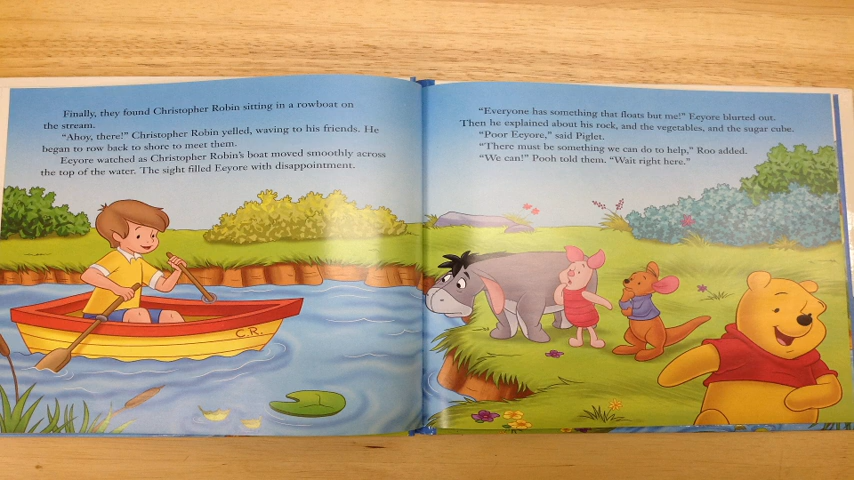 Finally, they found Christopher Robin sitting in a rowboat on
the stream.
“Ahoy, there!” Christopher Robin yelled, waving to his friends. He
began to row back to shore to meet them.
Eeyore watched as Christopher Robin’s boat moved smoothly across
the top of the water. The sight filled Eeyore with disappointment.
C.R.
“Everyone has something that floats but me!” Eeyore blurted out.
Then he explained about his rock, and the vegetables, and the sugar cube.
“Poor Eeyore,” said Piglet.
“There must be something we can do to help,” Roo added.
“We can!” Pooh told them. “Wait right here.”